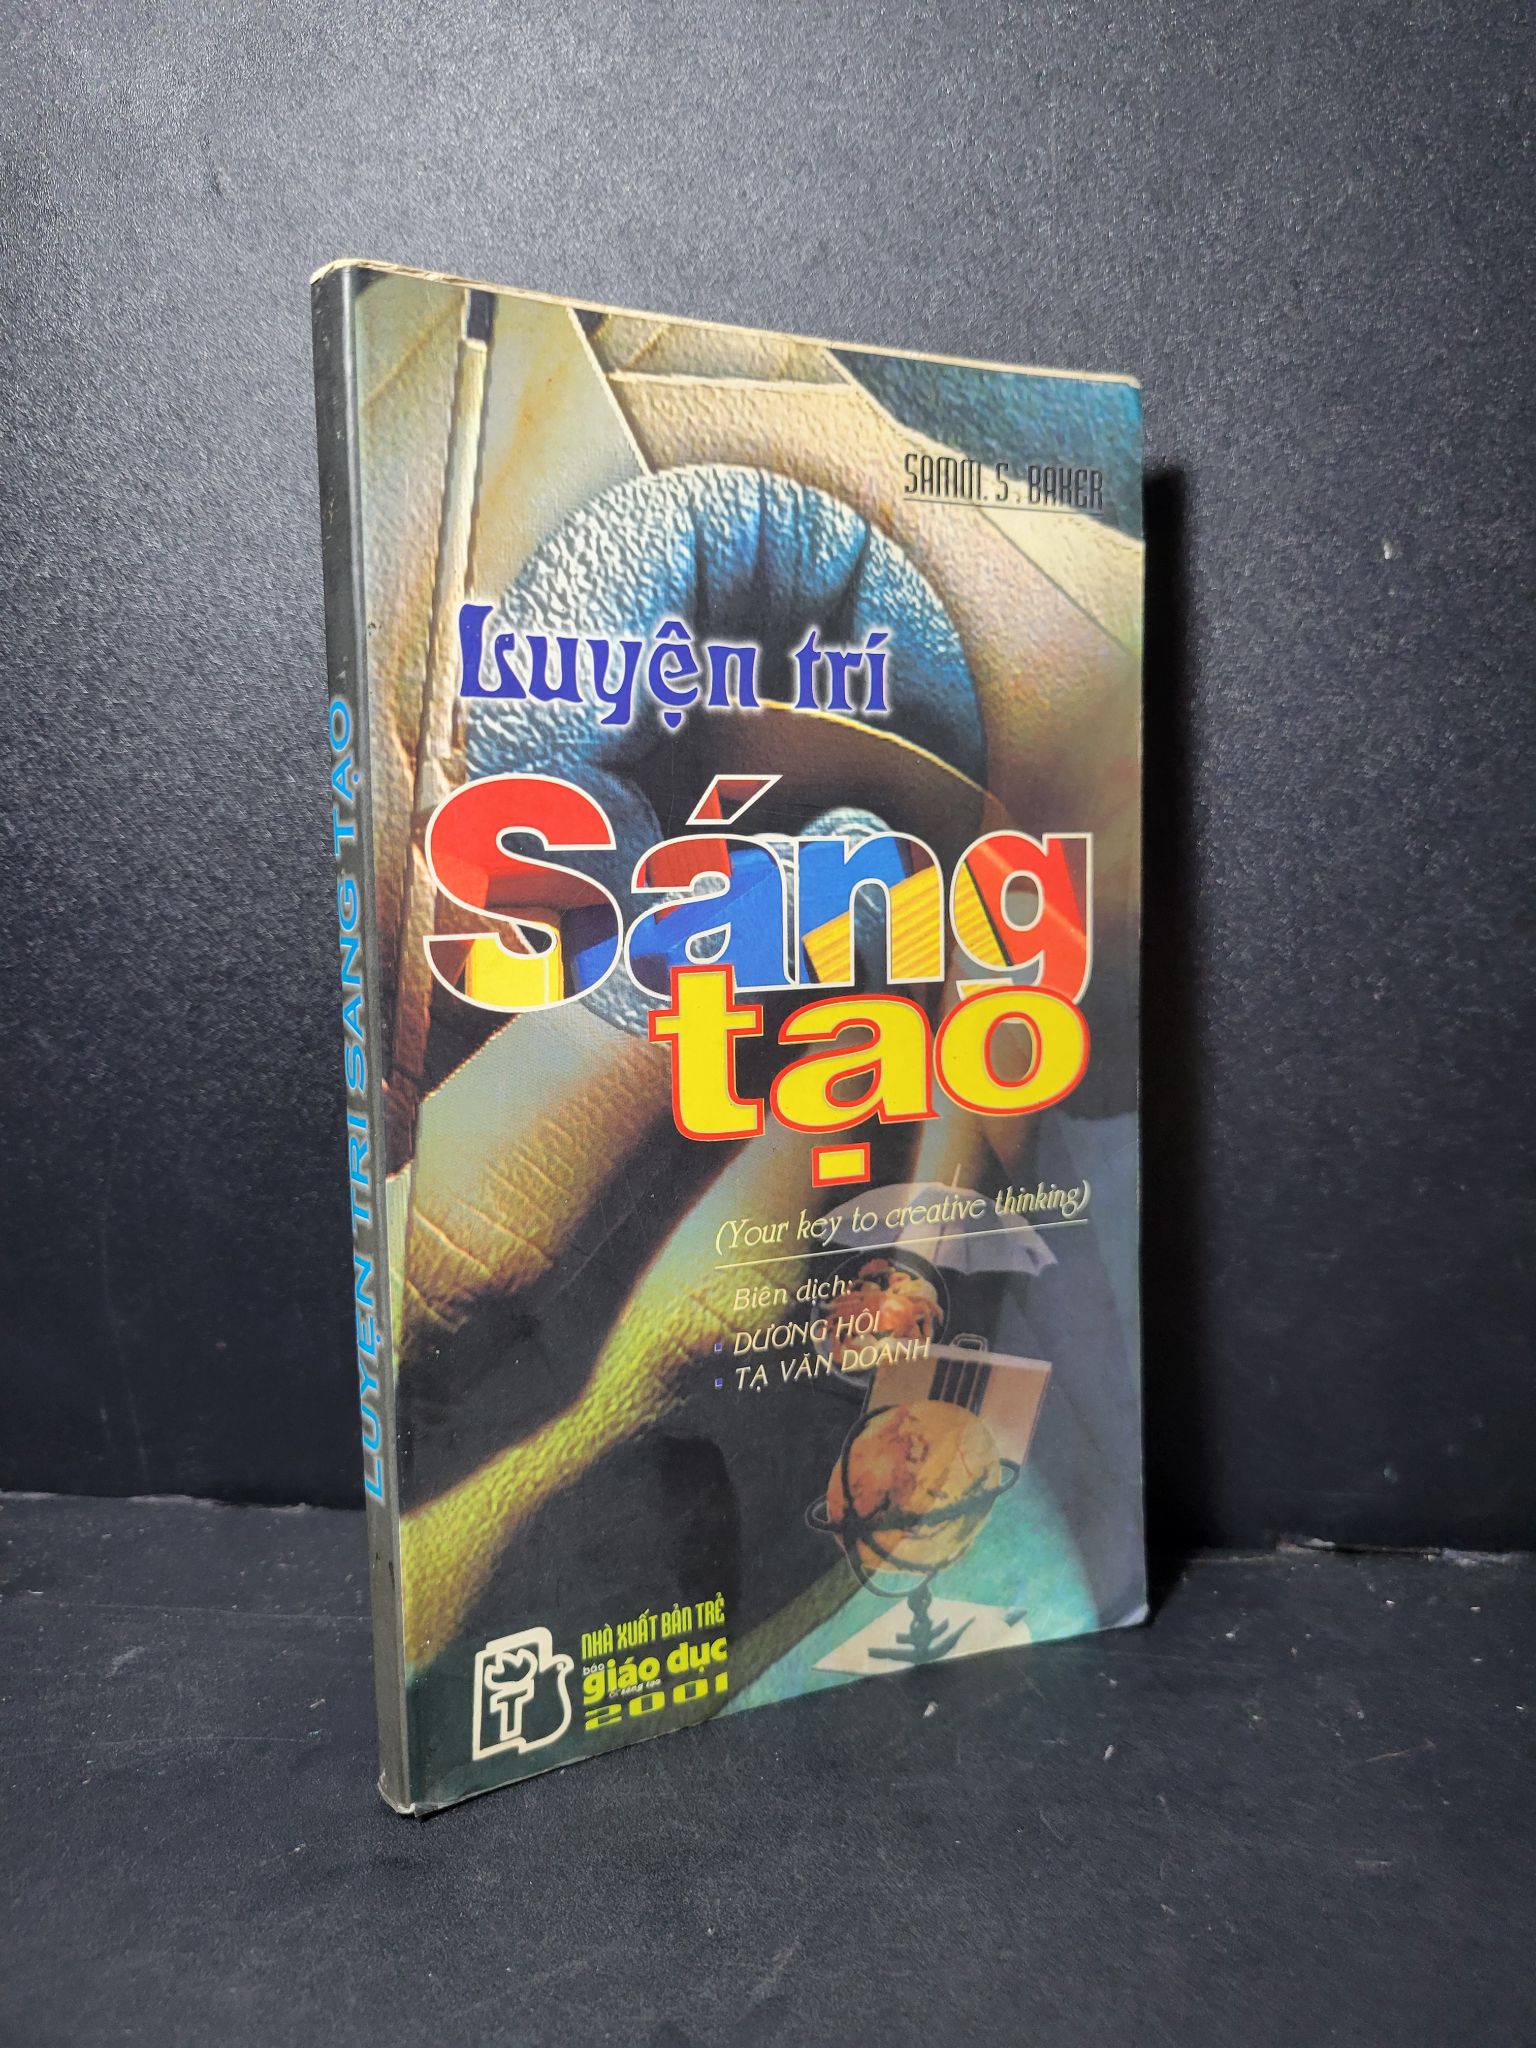 SAMM. S. BAKER
Luyện trí
Sáng
tạo
(Your key to creative thinking)
Biên dịch:
DƯƠNG HỘI
TẠ VĂN DOANH
NHÀ XUẤT BẢN TRẺ
báo
giáo dục
2001
LUYỆN TRÍ SÁNG TẠO